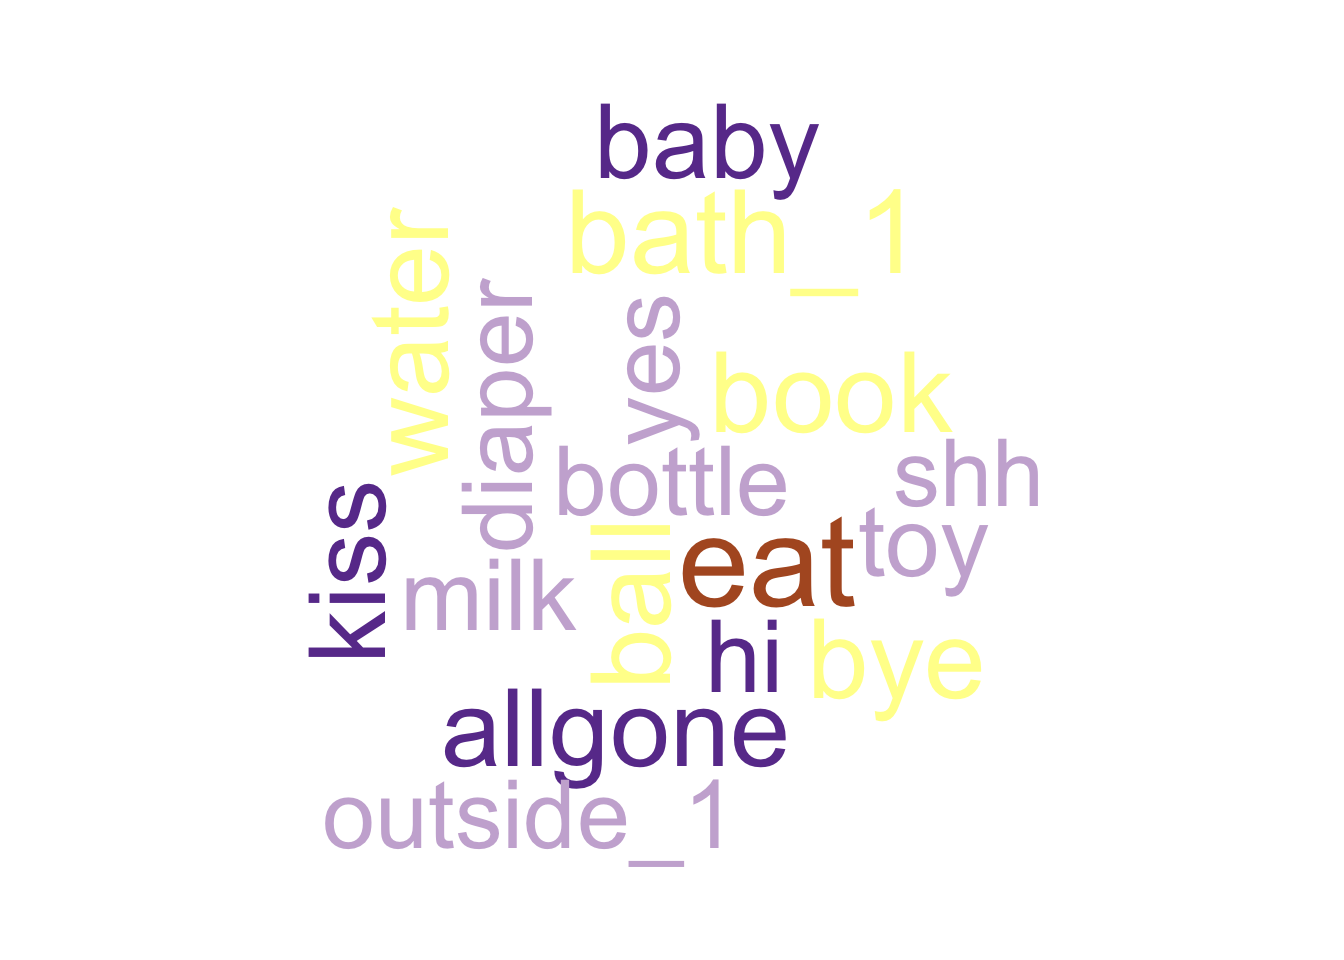 baby
bath_1
water
diaper
yes
book
shh
bottle
kiss
toy
eat
milk
ball
hi
bye
allgone
outside_1